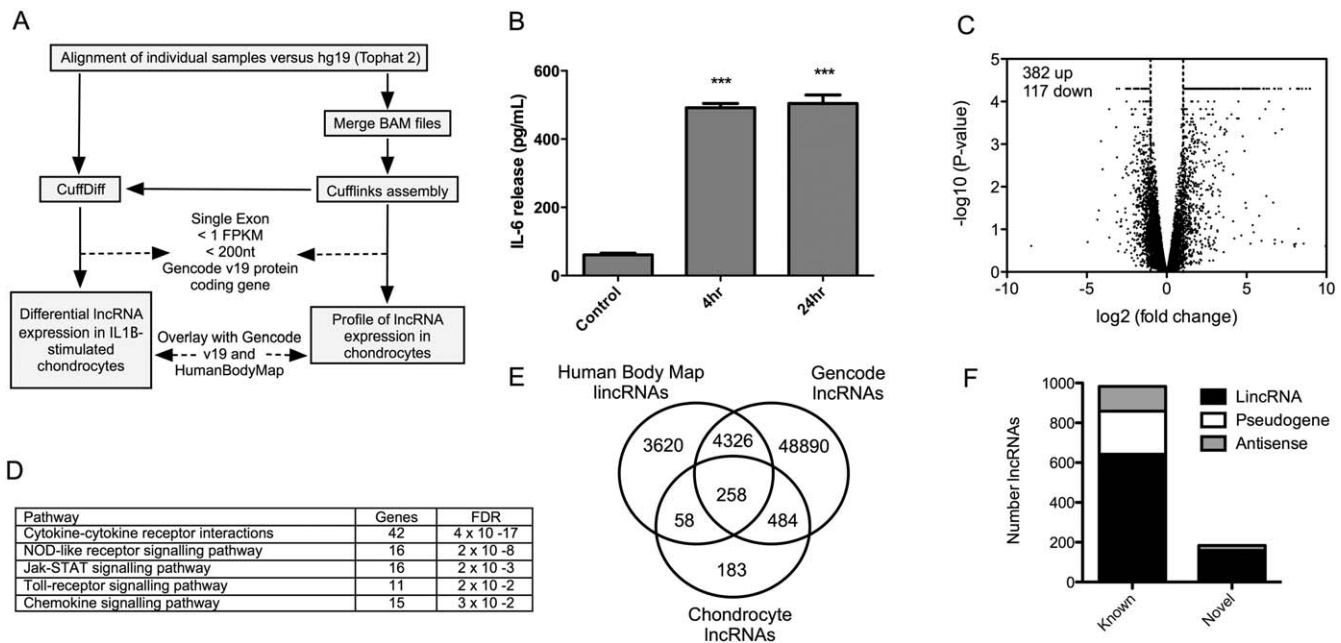 A
Alignment of individual samples versus hg19 (Tophat 2)
Merge BAM files
CuffDiff
Cufflinks assembly
Single Exon
< 1 FPKM
< 200nt
Gencode v19 protein
coding gene
Differential lncRNA
expression in IL1B-
stimulated
chondrocytes
Overlay with Gencode
v19 and
HumanBodyMap
Profile of lncRNA
expression in
chondrocytes
B
600
400
200
0
IL-6 release (pg/mL)
***
***
Control
4hr
24hr
C
382 up
117 down
5
4
3
2
1
0
-log10 (P-value)
-10
-5
0
5
10
log2 (fold change)
D
Pathway Genes FDR
Cytokine-cytokine receptor interactions 42 4 x 10 -17
NOD-like receptor signalling pathway 16 2 x 10 -8
Jak-STAT signalling pathway 16 2 x 10 -3
Toll-receptor signalling pathway 11 2 x 10 -2
Chemokine signalling pathway 15 3 x 10 -2
E
Human Body Map
lincRNAs
Gencode
lncRNAs
3620
4326
48890
258
58
484
183
Chondrocyte
lncRNAs
F
1000
800
600
400
200
0
Number lncRNAs
LincRNA
Pseudogene
Antisense
Known
Novel